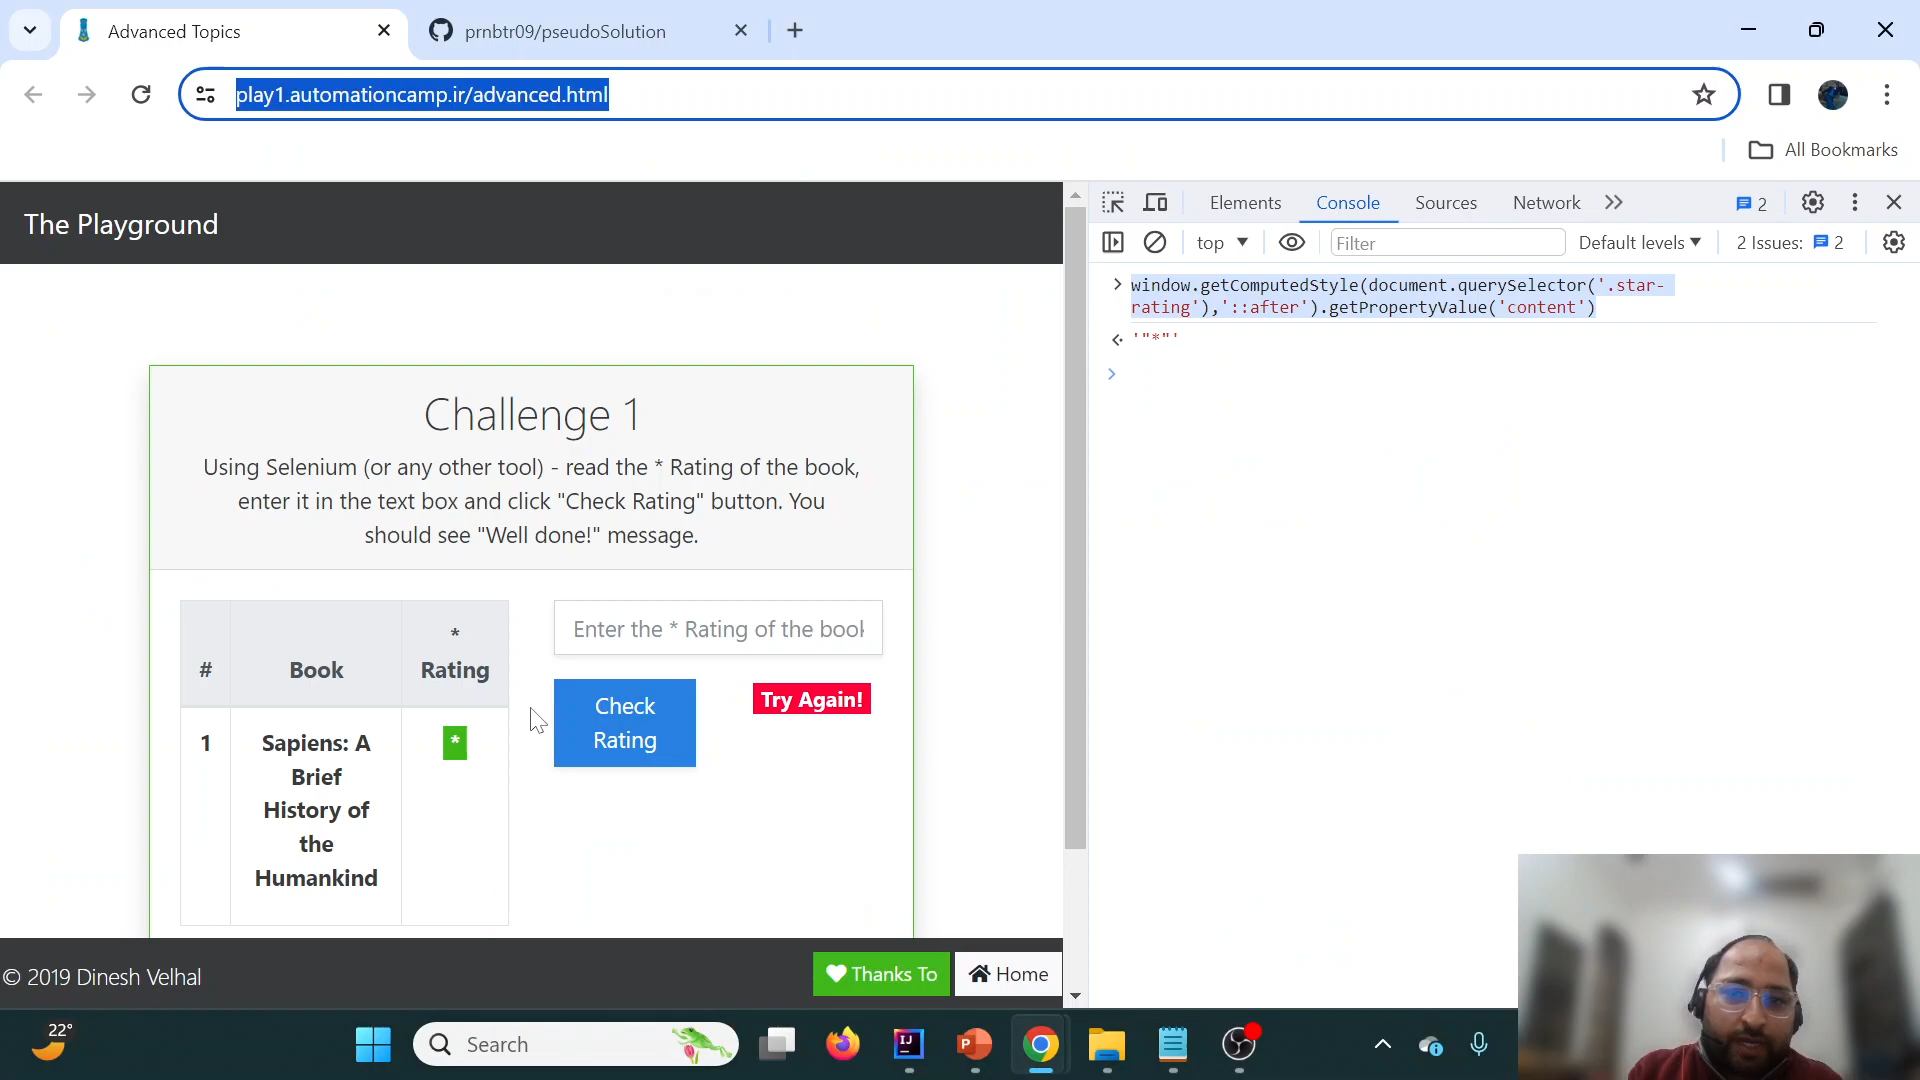 Advanced Topics
prnbtr09/pseudoSolution
play1.automationcamp.ir/advanced.html
All Bookmarks
The Playground
Elements Console Sources Network 2
top Filter Default levels 2 Issues: 2
window.getComputedStyle(document.querySelector('.star-
rating'),'::after').getPropertyValue('content')
'"*"'
Challenge 1
Using Selenium (or any other tool) - read the * Rating of the book,
enter it in the text box and click "Check Rating" button. You
should see "Well done!" message.
# Book * Rating
1 Sapiens: A
Brief
History of
the
Humankind
*
Enter the * Rating of the book
Check
Rating
Try Again!
© 2019 Dinesh Velhal
Thanks To
Home
22°
Search